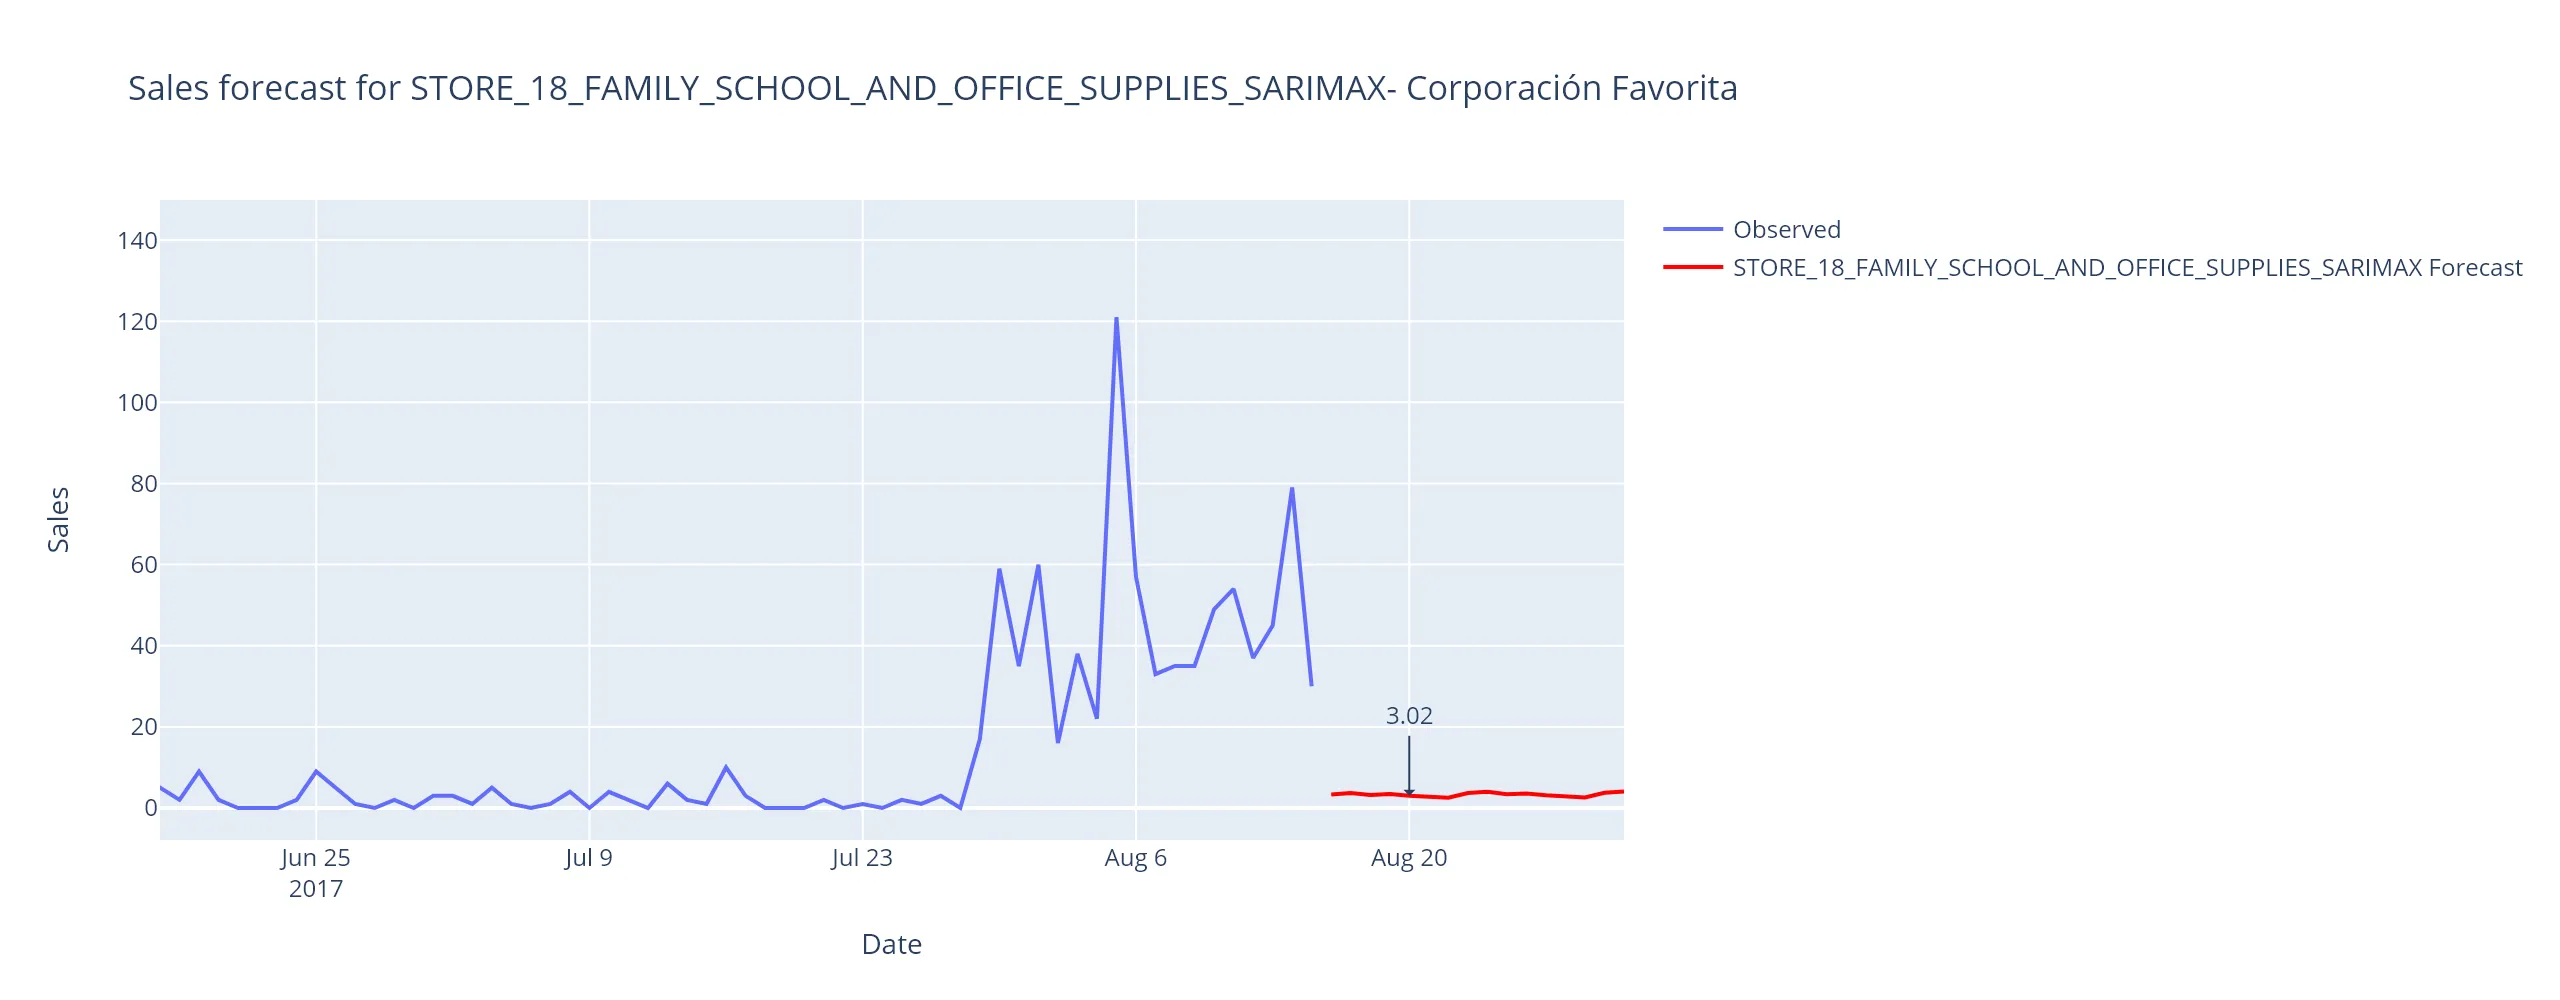 Sales forecast for STORE_18_FAMILY_SCHOOL_AND_OFFICE_SUPPLIES_SARIMAX- Corporación Favorita
Observed
STORE_18_FAMILY_SCHOOL_AND_OFFICE_SUPPLIES_SARIMAX Forecast
140
120
100
80
60
40
20
0
Sales
3.02
Jun 25
2017
Jul 9
Jul 23
Aug 6
Aug 20
Date